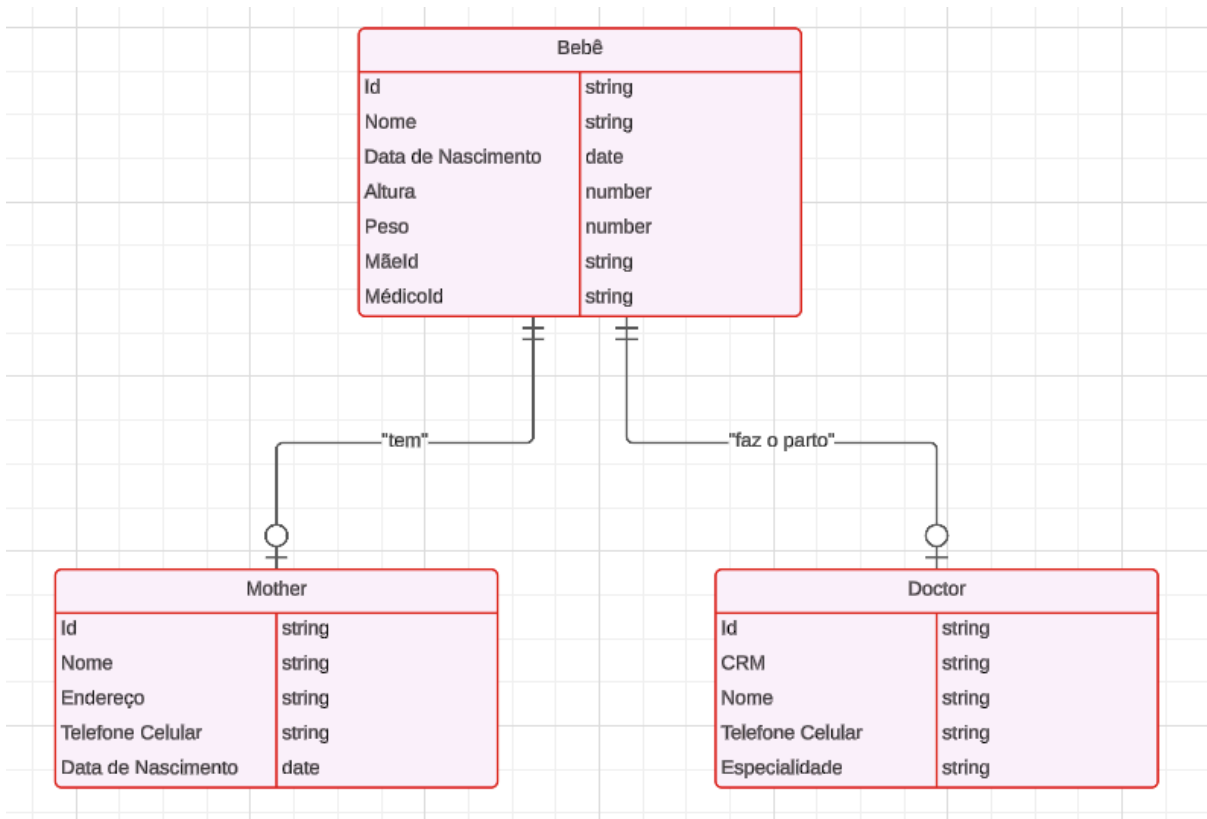 Bebê
Id string
Nome string
Data de Nascimento date
Altura number
Peso number
MãeId string
MédicoId string
"tem"
"faz o parto"
Mother
Id string
Nome string
Endereço string
Telefone Celular string
Data de Nascimento date
Doctor
Id string
CRM string
Nome string
Telefone Celular string
Especialidade string